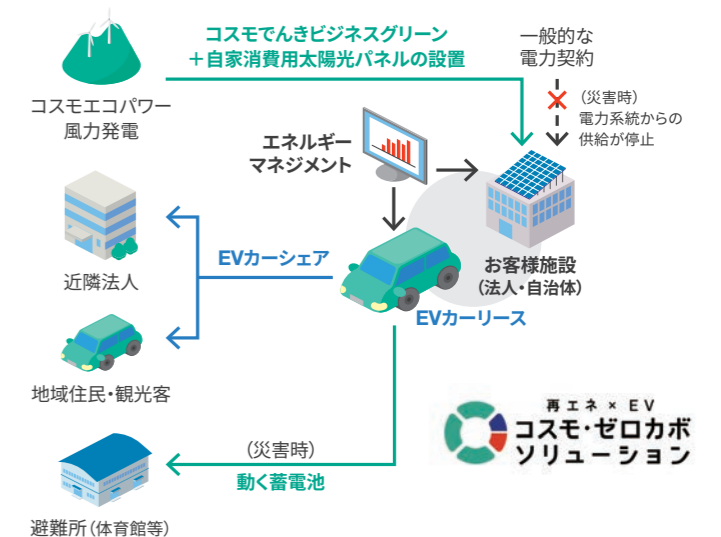 コスモでんきビジネスグリーン
＋自家消費用太陽光パネルの設置
一般的な
電力契約
（災害時）
電力系統からの
供給が停止
コスモエコパワー
風力発電
エネルギー
マネジメント
お客様施設
（法人・自治体）
EVカーシェア
EVカーリース
近隣法人
地域住民・観光客
再エネ × EV
コスモ・ゼロカボ
ソリューション
（災害時）
動く蓄電池
避難所（体育館等）